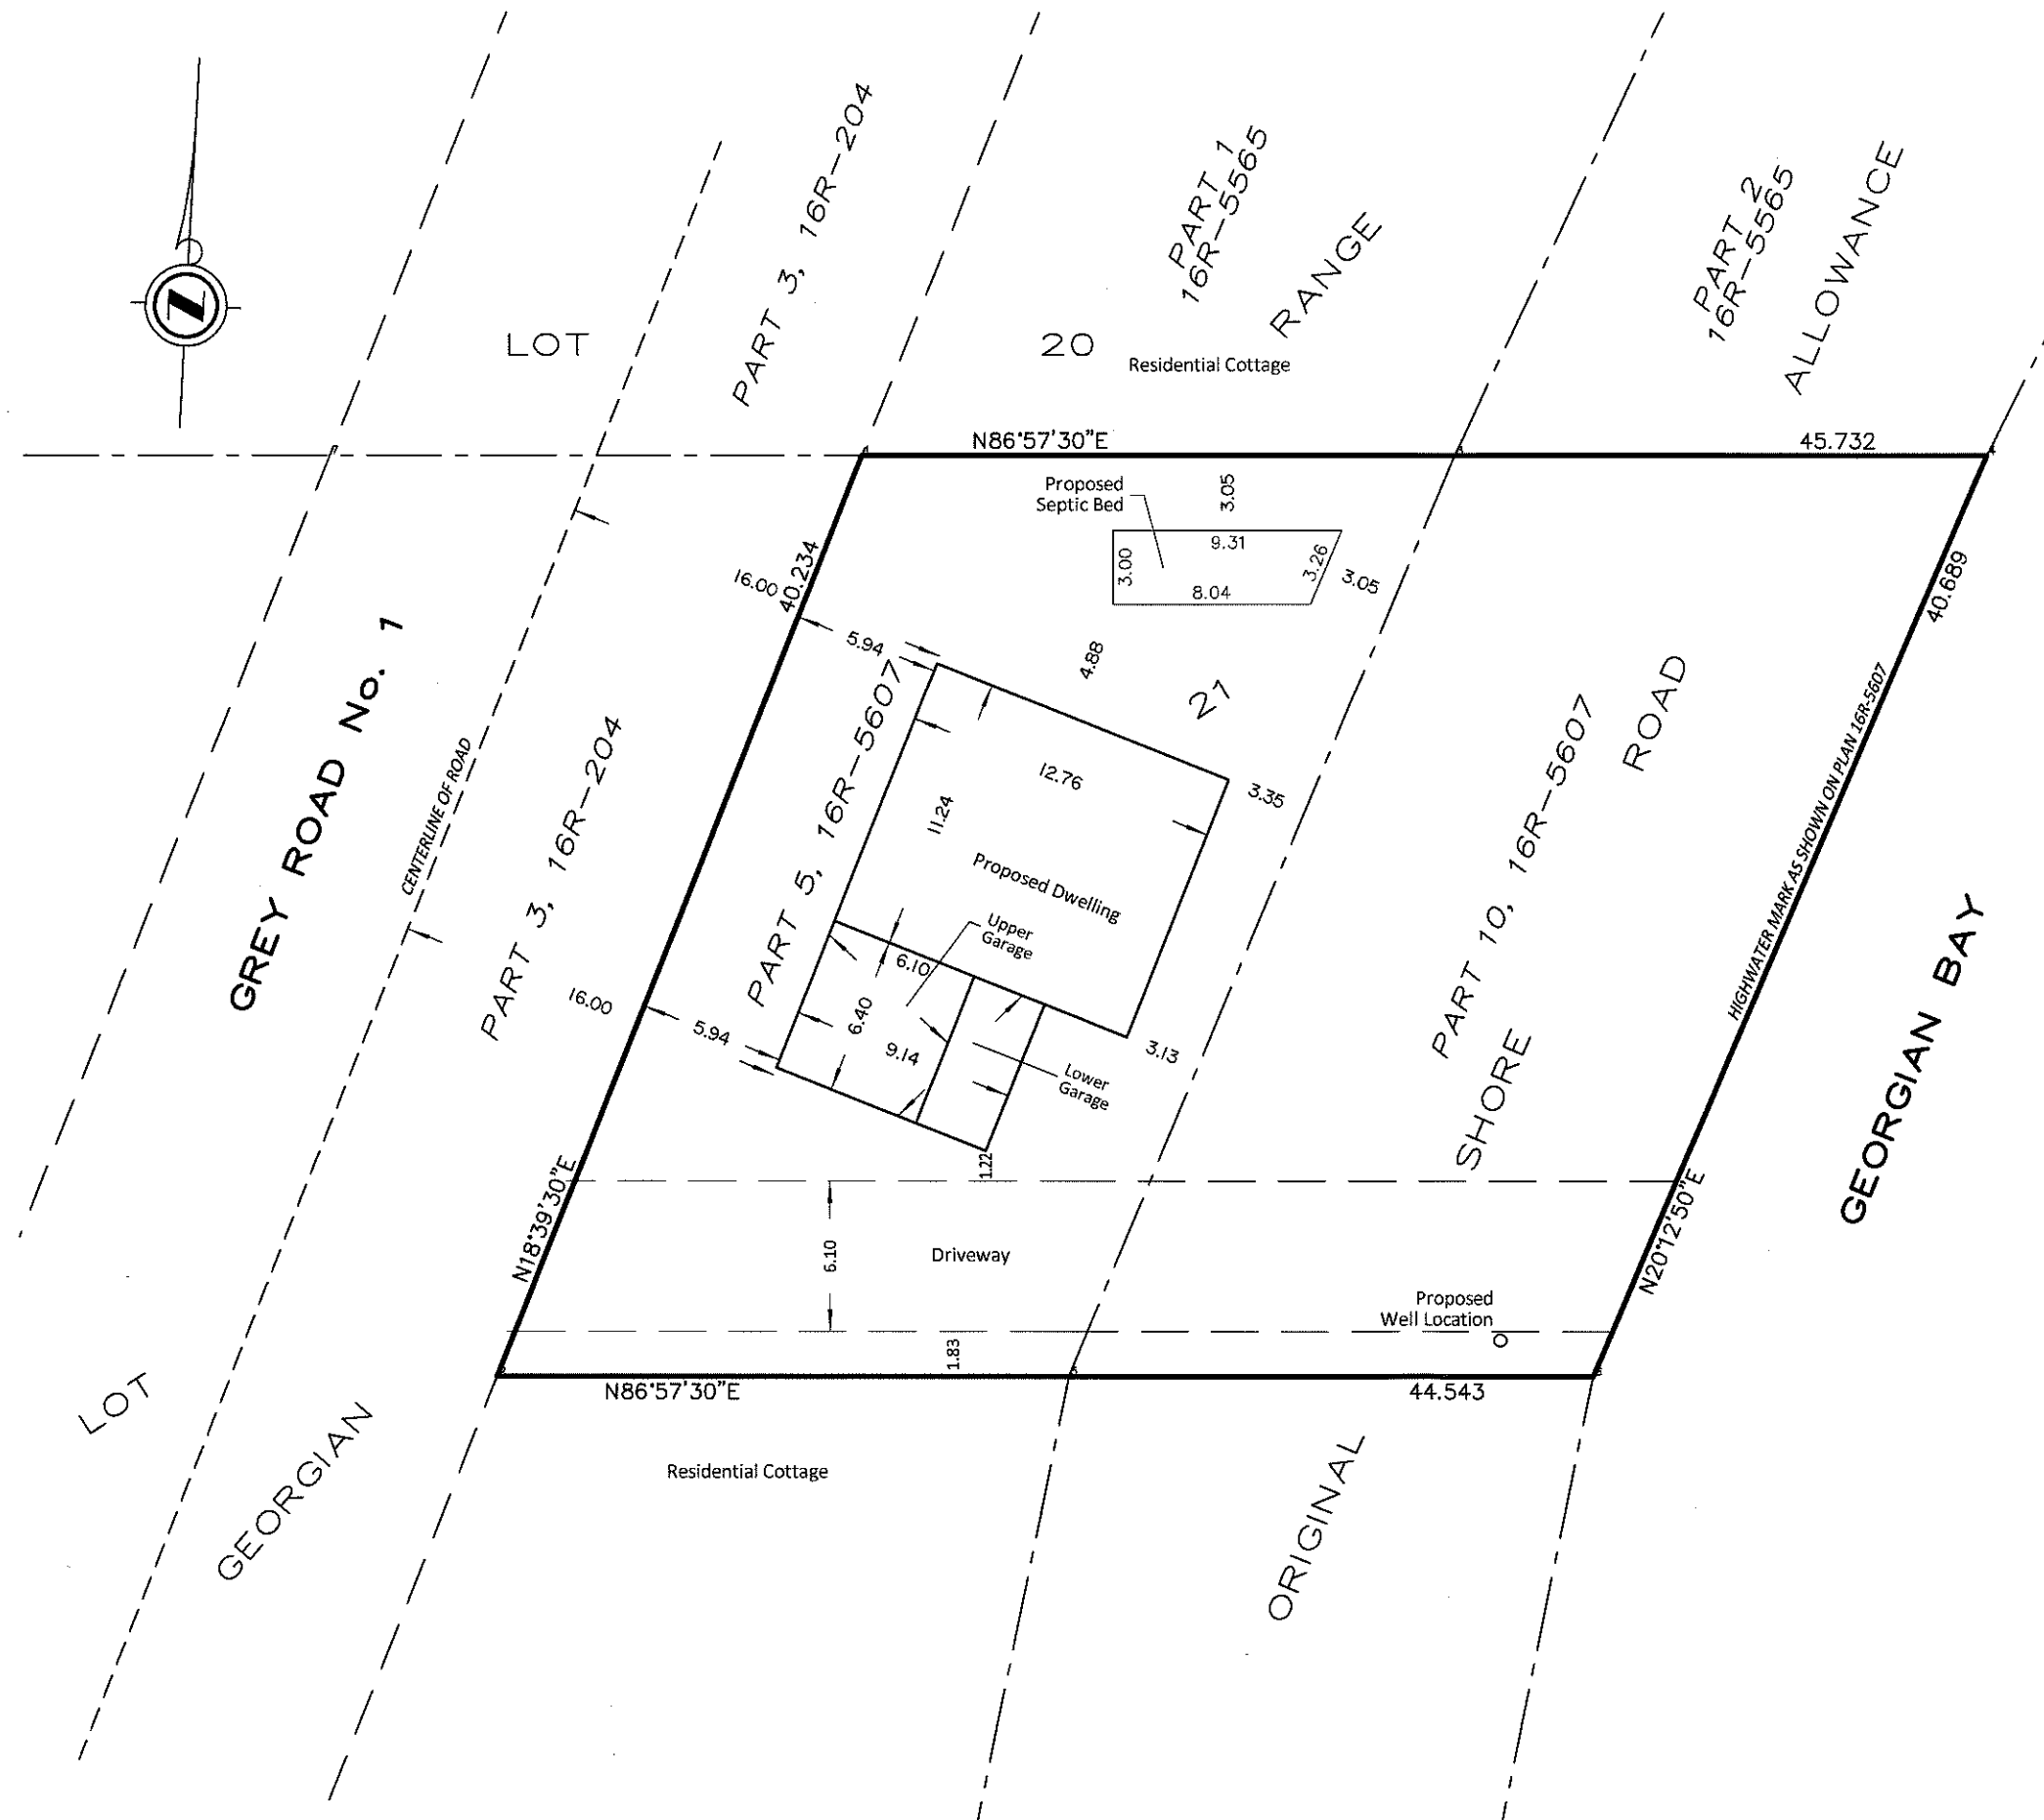 PART 3, 16R-204
PART 1
16R-5565
RANGE
PART 2
16R-5565
ALLOWANCE
N
LOT
20
Residential Cottage
N86°57'30"E
45.732
Proposed
Septic Bed
3.05
9.31
3.00
3.26
8.04
3.05
16.00
40.234
40.689
5.94
4.88
21
GREY ROAD No. 1
CENTERLINE OF ROAD
PART 3, 16R-204
PART 5, 16R-5607
12.76
11.24
3.35
Proposed Dwelling
PART 10, 16R-5607
ROAD
HIGHWATER MARK AS SHOWN ON PLAN 16R-5607
GEORGIAN BAY
Upper
Garage
6.10
16.00
5.94
6.40
9.14
3.13
Lower
Garage
SHORE
1.22
N18°39'30"E
N20°12'50"E
6.10
Driveway
Proposed
Well Location
1.83
N86°57'30"E
44.543
LOT
GEORGIAN
Residential Cottage
ORIGINAL